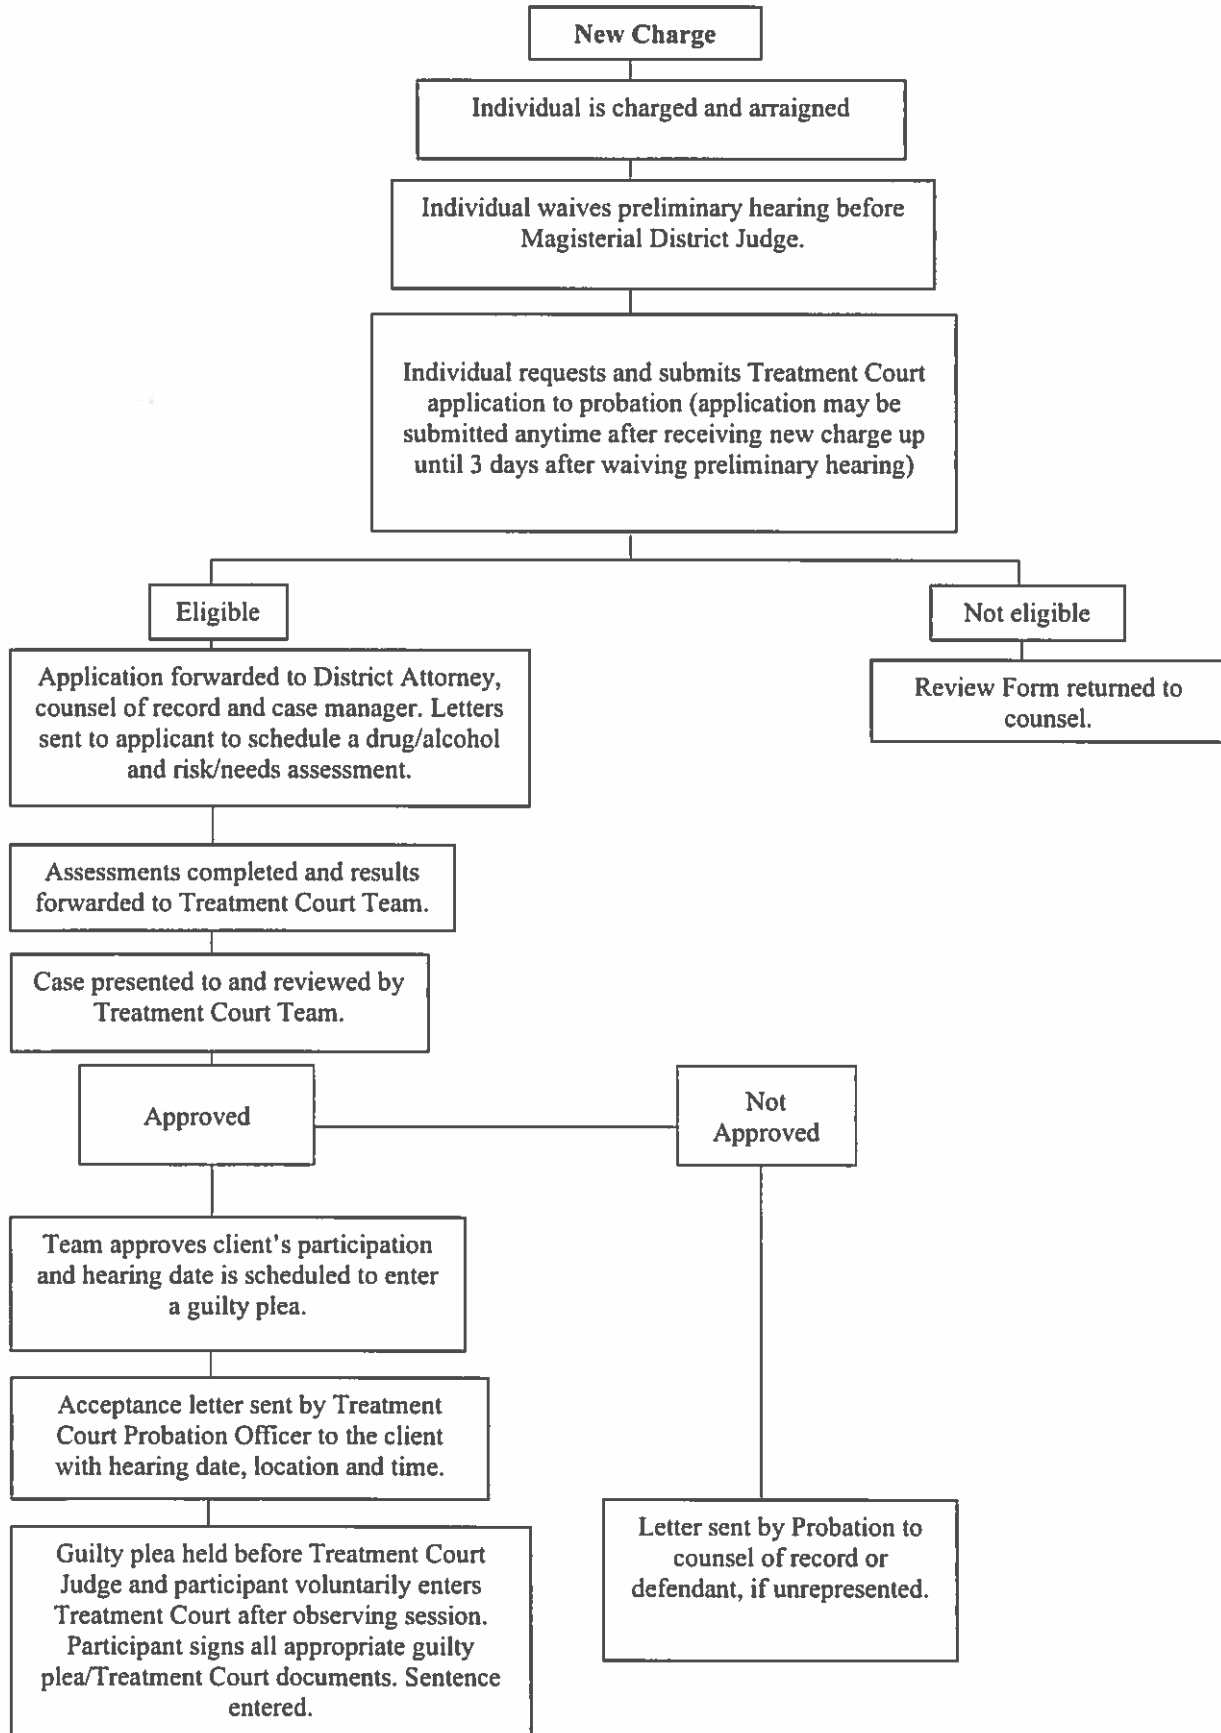 New Charge
Individual is charged and arraigned
Individual waives preliminary hearing before
Magisterial District Judge.
Individual requests and submits Treatment Court
application to probation (application may be
submitted anytime after receiving new charge up
until 3 days after waiving preliminary hearing)
Eligible
Not eligible
Application forwarded to District Attorney,
counsel of record and case manager. Letters
sent to applicant to schedule a drug/alcohol
and risk/needs assessment.
Review Form returned to
counsel.
Assessments completed and results
forwarded to Treatment Court Team.
Case presented to and reviewed by
Treatment Court Team.
Approved
Not
Approved
Team approves client's participation
and hearing date is scheduled to enter
a guilty plea.
Acceptance letter sent by Treatment
Court Probation Officer to the client
with hearing date, location and time.
Guilty plea held before Treatment Court
Judge and participant voluntarily enters
Treatment Court after observing session.
Participant signs all appropriate guilty
plea/Treatment Court documents. Sentence
entered.
Letter sent by Probation to
counsel of record or
defendant, if unrepresented.